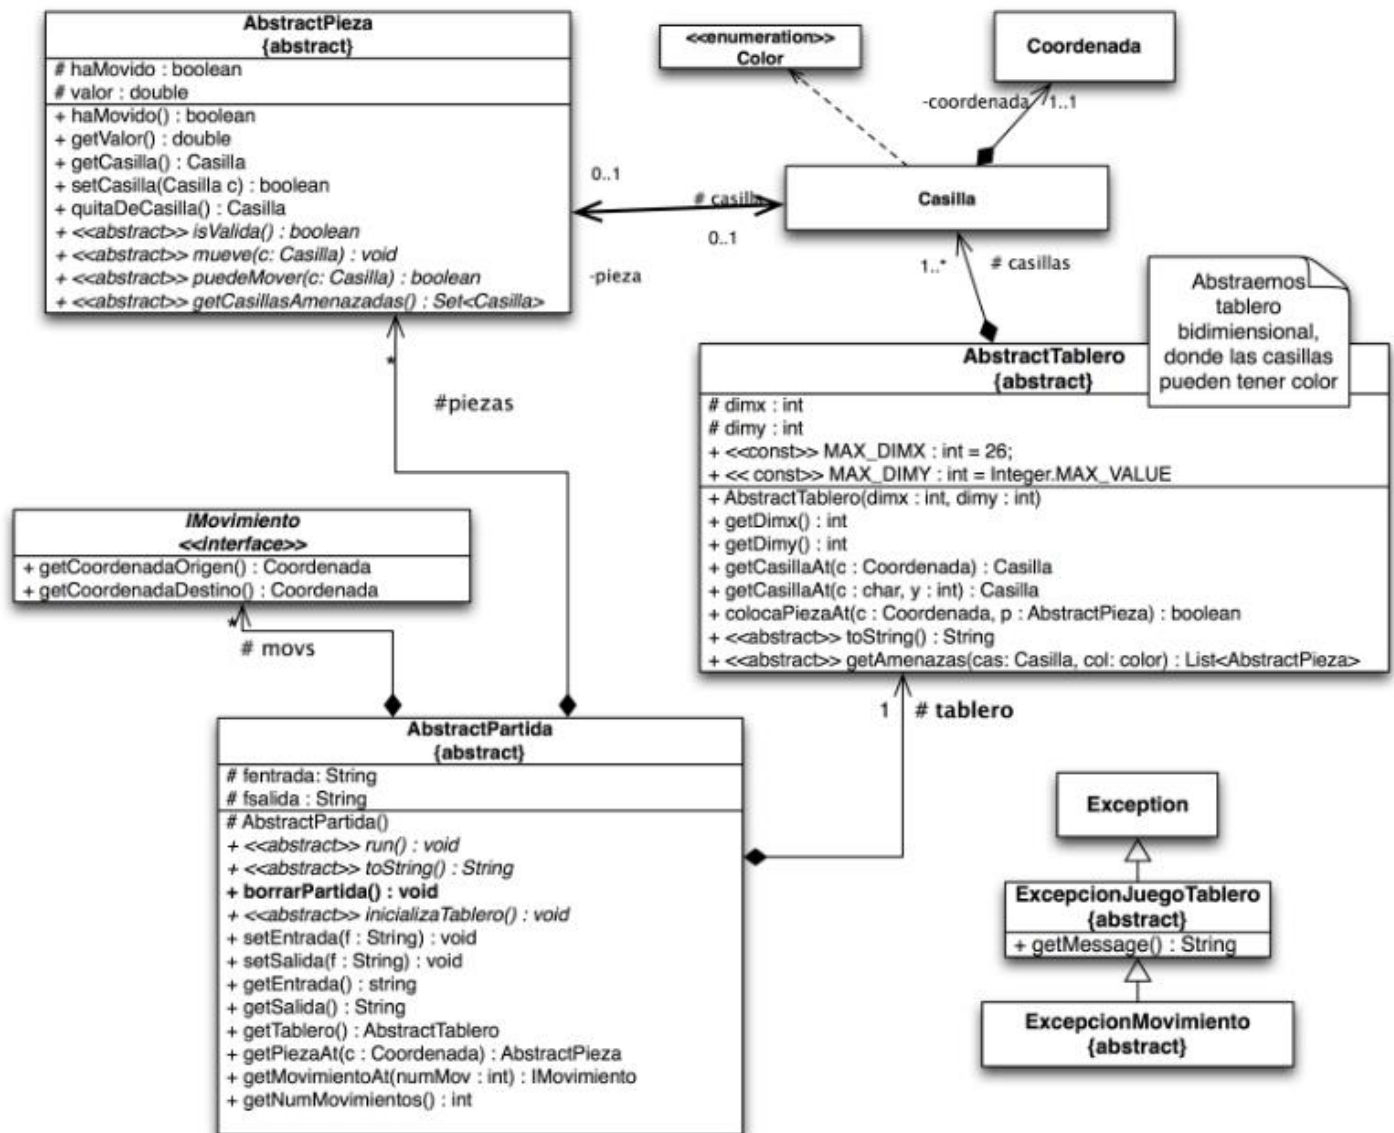 AbstractPieza
{abstract}
# haMovido : boolean
# valor : double
+ haMovido() : boolean
+ getValor() : double
+ getCasilla() : Casilla
+ setCasilla(Casilla c) : boolean
+ quitaDeCasilla() : Casilla
+ <<abstract>> isValida() : boolean
+ <<abstract>> mueve(c: Casilla) : void
+ <<abstract>> puedeMover(c: Casilla) : boolean
+ <<abstract>> getCasillasAmenazadas() : Set<Casilla>
<<enumeration>>
Color
Coordenada
-coordenada
1..1
0..1
# casilla
0..1
-pieza
Casilla
1..*
# casillas
Abstraemos
tablero
bidimiensional,
donde las casillas
pueden tener color
AbstractTablero
{abstract}
# dimx : int
# dimy : int
+ <<const>> MAX_DIMX : int = 26;
+ << const>> MAX_DIMY : int = Integer.MAX_VALUE
+ AbstractTablero(dimx : int, dimy : int)
+ getDimx() : int
+ getDimy() : int
+ getCasillaAt(c : Coordenada) : Casilla
+ getCasillaAt(c : char, y : int) : Casilla
+ colocaPiezaAt(c : Coordenada, p : AbstractPieza) : boolean
+ <<abstract>> toString() : String
+ <<abstract>> getAmenazas(cas: Casilla, col: color) : List<AbstractPieza>
*
#piezas
IMovimiento
<<interface>>
+ getCoordenadaOrigen() : Coordenada
+ getCoordenadaDestino() : Coordenada
*
# movs
1 # tablero
AbstractPartida
{abstract}
# fentrada: String
# fsalida : String
# AbstractPartida()
+ <<abstract>> run() : void
+ <<abstract>> toString() : String
+ borrarPartida() : void
+ <<abstract>> inicializaTablero() : void
+ setEntrada(f : String) : void
+ setSalida(f : String) : void
+ getEntrada() : string
+ getSalida() : String
+ getTablero() : AbstractTablero
+ getPiezaAt(c : Coordenada) : AbstractPieza
+ getMovimientoAt(numMov : int) : IMovimiento
+ getNumMovimientos() : int
Exception
ExcepcionJuegoTablero
{abstract}
+ getMessage() : String
ExcepcionMovimiento
{abstract}